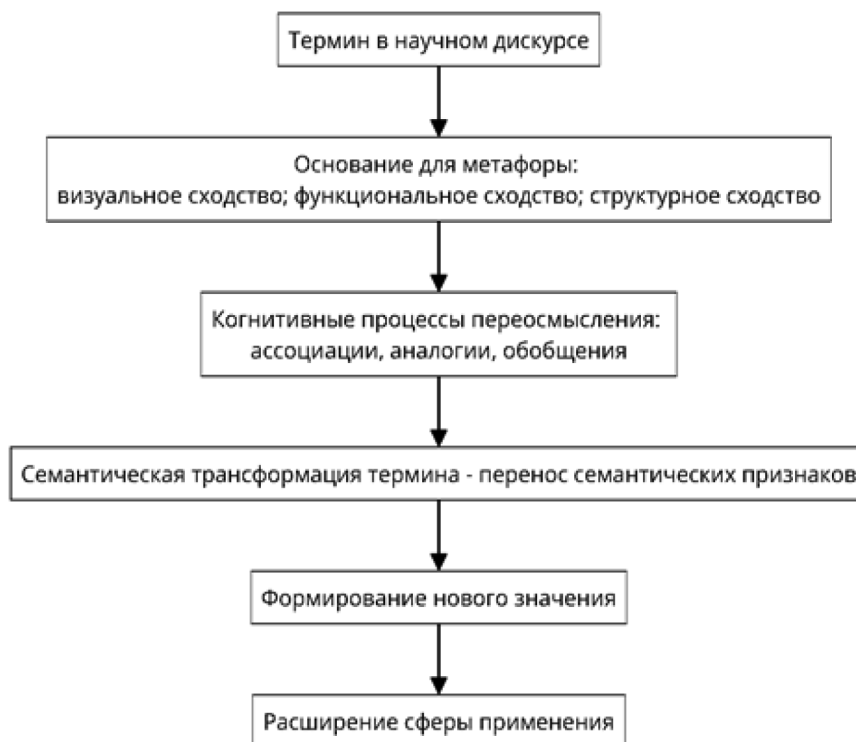 Термин в научном дискурсе
Основание для метафоры:
визуальное сходство; функциональное сходство; структурное сходство
Когнитивные процессы переосмысления:
ассоциации, аналогии, обобщения
Семантическая трансформация термина - перенос семантических признаков
Формирование нового значения
Расширение сферы применения